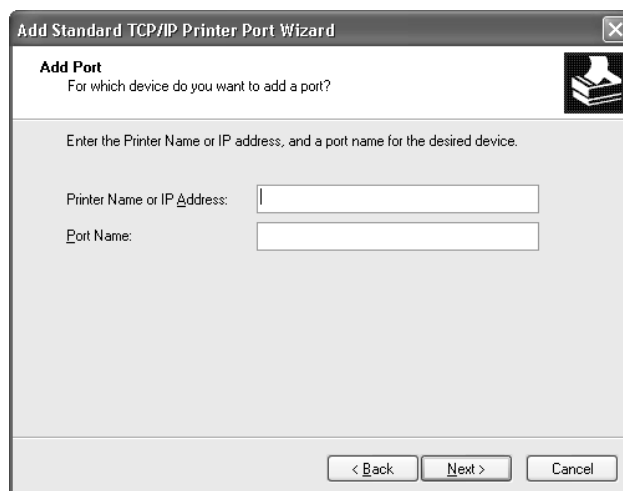 Add Standard TCP/IP Printer Port Wizard
Add Port
For which device do you want to add a port?
Enter the Printer Name or IP address, and a port name for the desired device.
Printer Name or IP Address:
Port Name:
< Back
Next >
Cancel